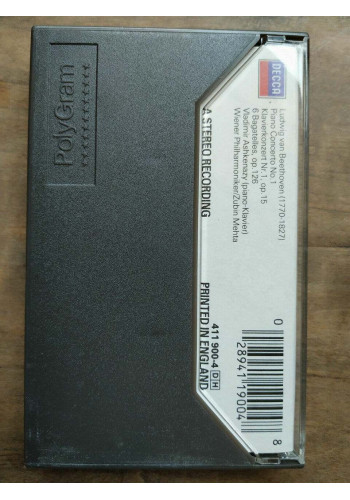 PolyGram
DECCA
Ludwig van Beethoven (1770-1827)
Piano Concerto No.1
Klavierkonzert Nr.1, op.15
6 Bagatelles, op.126
Vladimir Ashkenazy (piano-Klavier)
Wiener Philharmoniker/Zubin Mehta
A STEREO RECORDING
411 900-4 DH
PRINTED IN ENGLAND
0 28941 19004 8